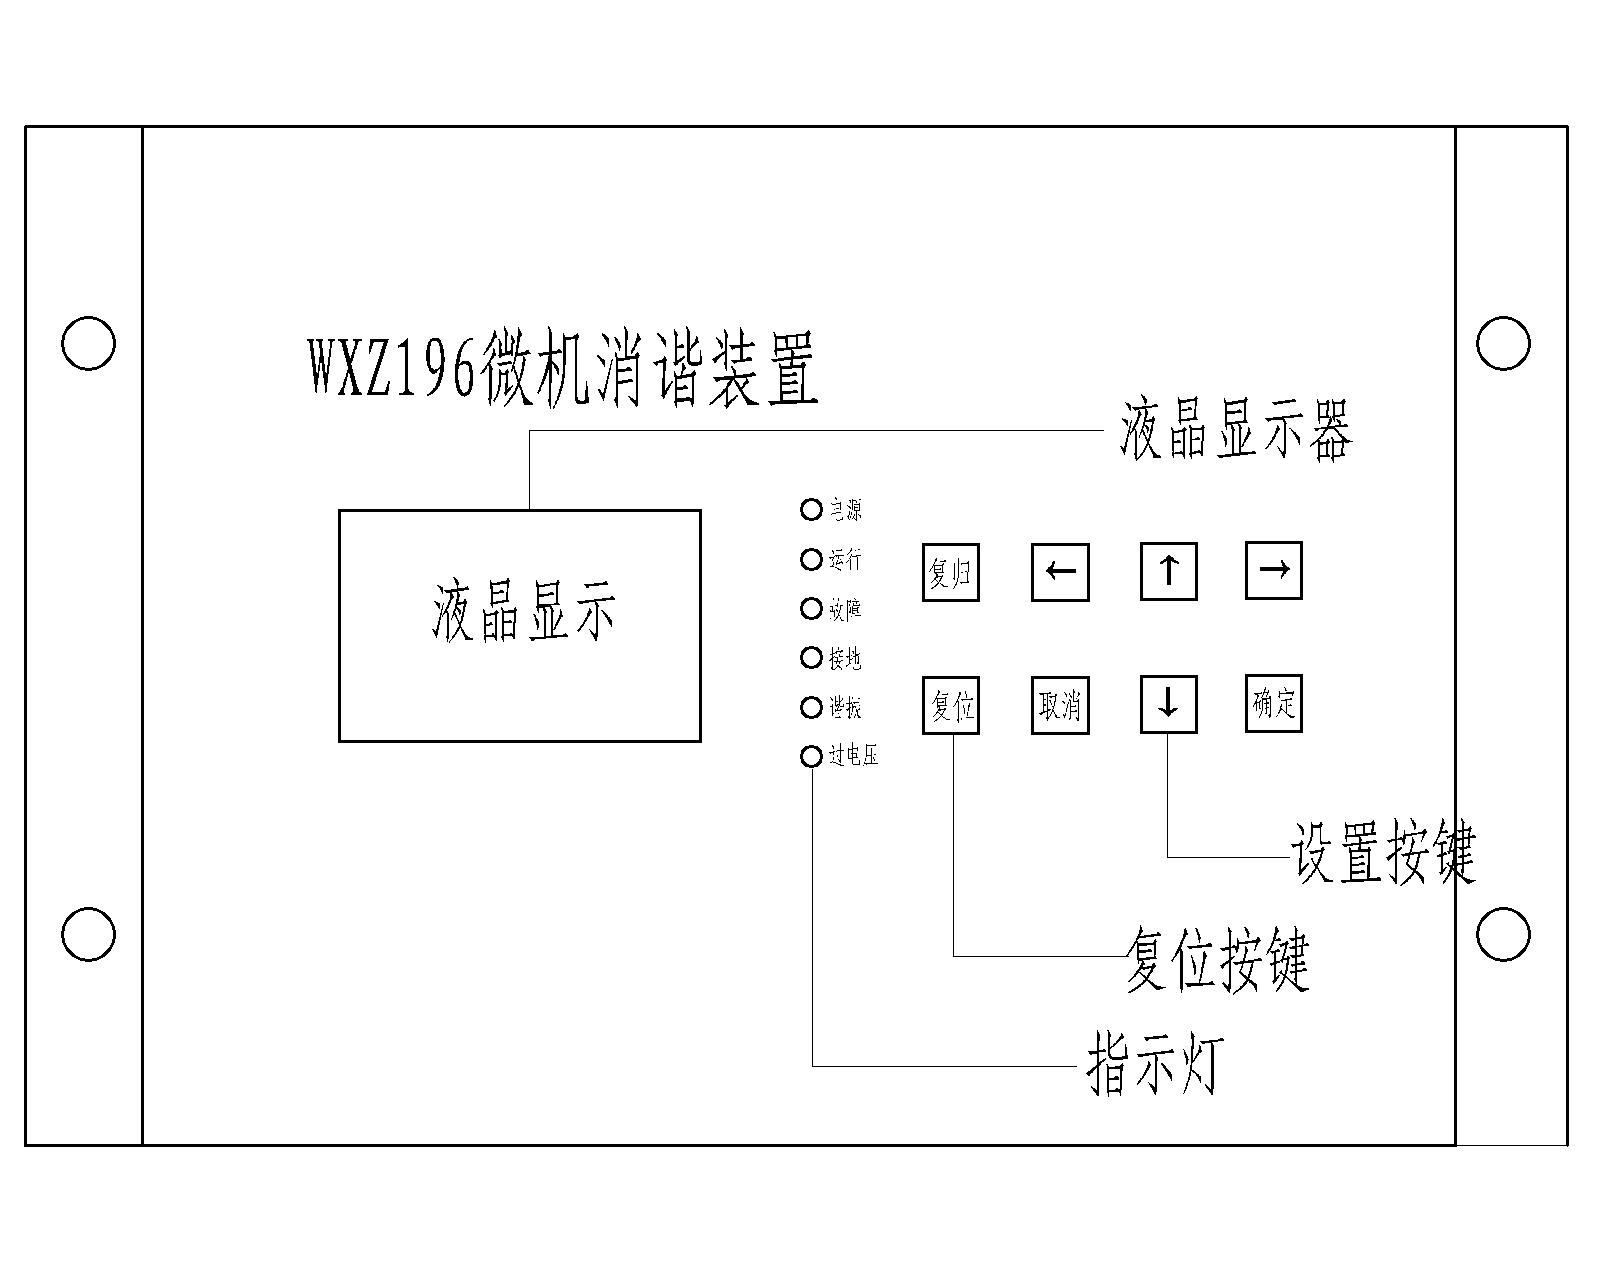 WXZ196微机消谐装置
液晶显示器
液晶显示
电源
运行
故障
接地
谐振
过电压
复归 ← ↑ →
复位 取消 ↓ 确定
设置按键
复位按键
指示灯